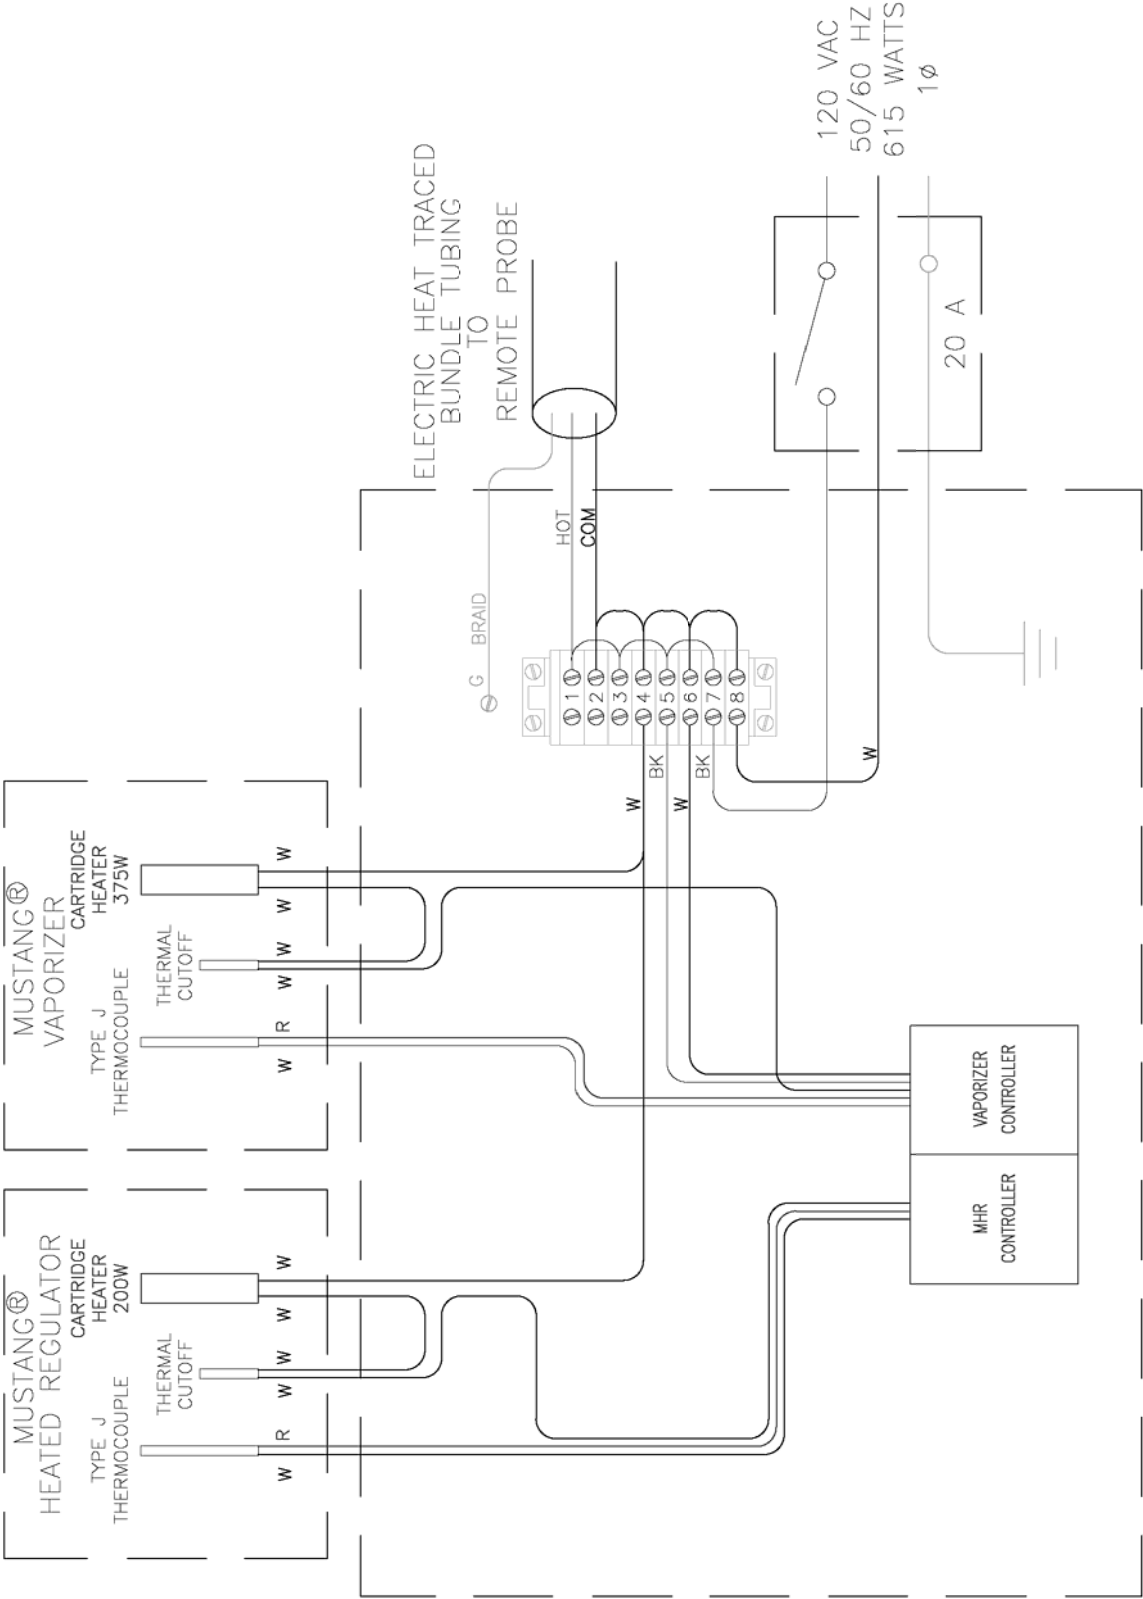 MUSTANG®
HEATED REGULATOR
TYPE J
THERMOCOUPLE
THERMAL
CUTOFF
CARTRIDGE
HEATER
200W
W
R
W
W
W
W
MUSTANG®
VAPORIZER
TYPE J
THERMOCOUPLE
THERMAL
CUTOFF
CARTRIDGE
HEATER
375W
W
R
W
W
W
W
ELECTRIC HEAT TRACED
BUNDLE TUBING
TO
REMOTE PROBE
G BRAID
HOT
COM
1
2
3
4
5
6
7
8
W
BK
W
BK
W
120 VAC
50/60 HZ
615 WATTS
1ø
20 A
MHR
CONTROLLER
VAPORIZER
CONTROLLER